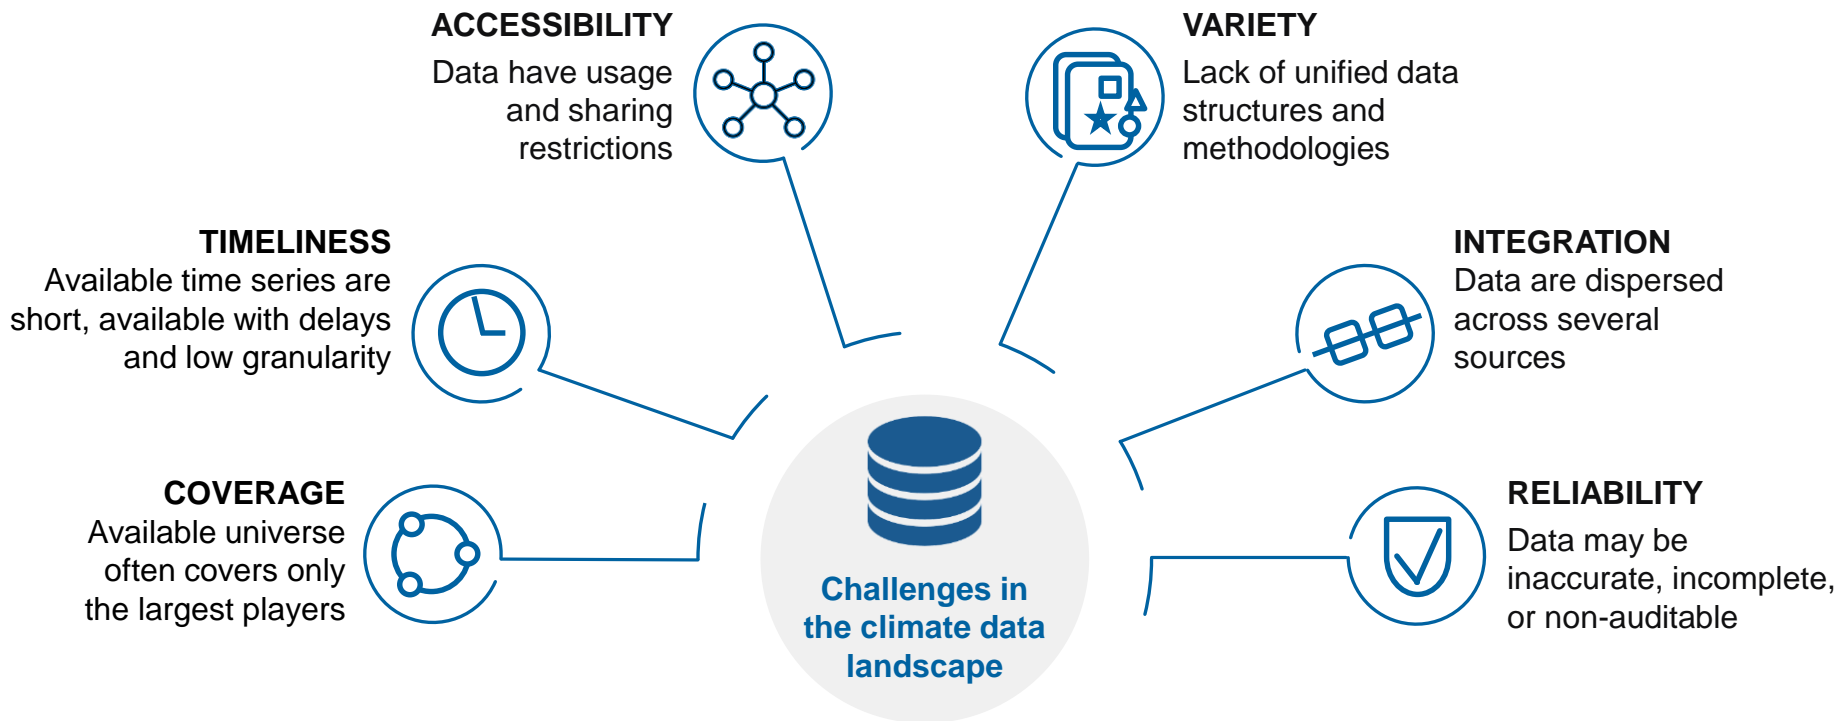 ACCESSIBILITY
Data have usage
and sharing
restrictions
VARIETY
Lack of unified data
structures and
methodologies
TIMELINESS
Available time series are
short, available with delays
and low granularity
INTEGRATION
Data are dispersed
across several
sources
COVERAGE
Available universe
often covers only
the largest players
RELIABILITY
Data may be
inaccurate, incomplete,
or non-auditable
Challenges in
the climate data
landscape